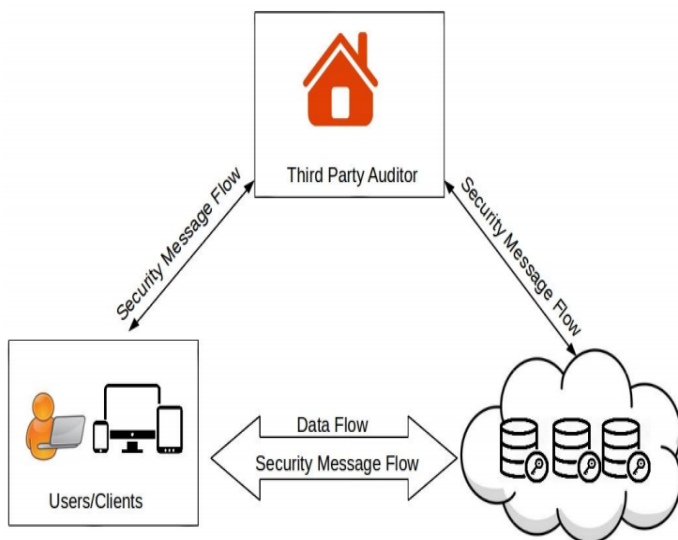 Third Party Auditor
Security Message Flow
Security Message Flow
Data Flow
Security Message Flow
Users/Clients